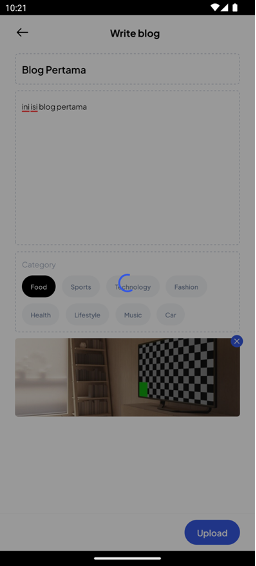 10:21
Write blog
Blog Pertama
ini isi blog pertama
Category
Food Sports Technology Fashion
Health Lifestyle Music Car
Upload